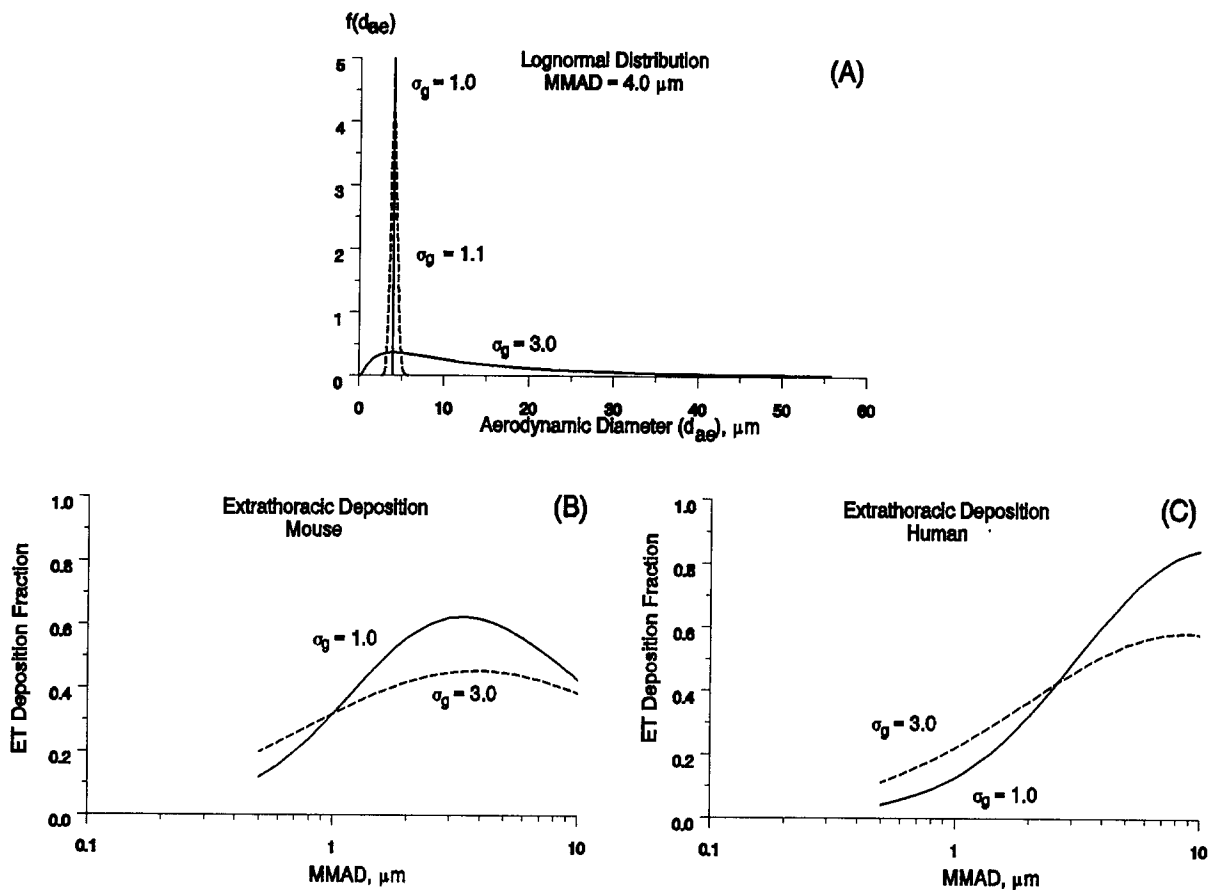 f(dae)
Lognormal Distribution
MMAD = 4.0 µm
(A)
σg = 1.0
σg = 1.1
σg = 3.0
5
4
3
2
1
0
0 10 20 30 40 50 60
Aerodynamic Diameter (dae), µm
Extrathoracic Deposition
Mouse
(B)
ET Deposition Fraction
1.0
0.8
0.6
0.4
0.2
0.0
σg = 1.0
σg = 3.0
0.1 1 10
MMAD, µm
Extrathoracic Deposition
Human
(C)
ET Deposition Fraction
1.0
0.8
0.6
0.4
0.2
0.0
σg = 3.0
σg = 1.0
0.1 1 10
MMAD, µm